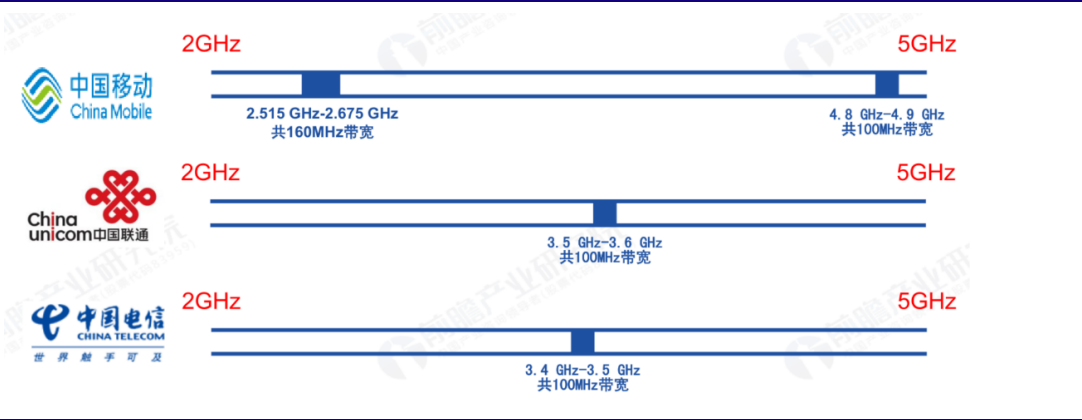 2GHz 5GHz
中国移动
China Mobile
2.515 GHz-2.675 GHz
共160MHz带宽
4.8 GHz-4.9 GHz
共100MHz带宽
2GHz 5GHz
China
unicom中国联通
3.5 GHz-3.6 GHz
共100MHz带宽
2GHz 5GHz
中国电信
CHINA TELECOM
世界触手可及
3.4 GHz-3.5 GHz
共100MHz带宽